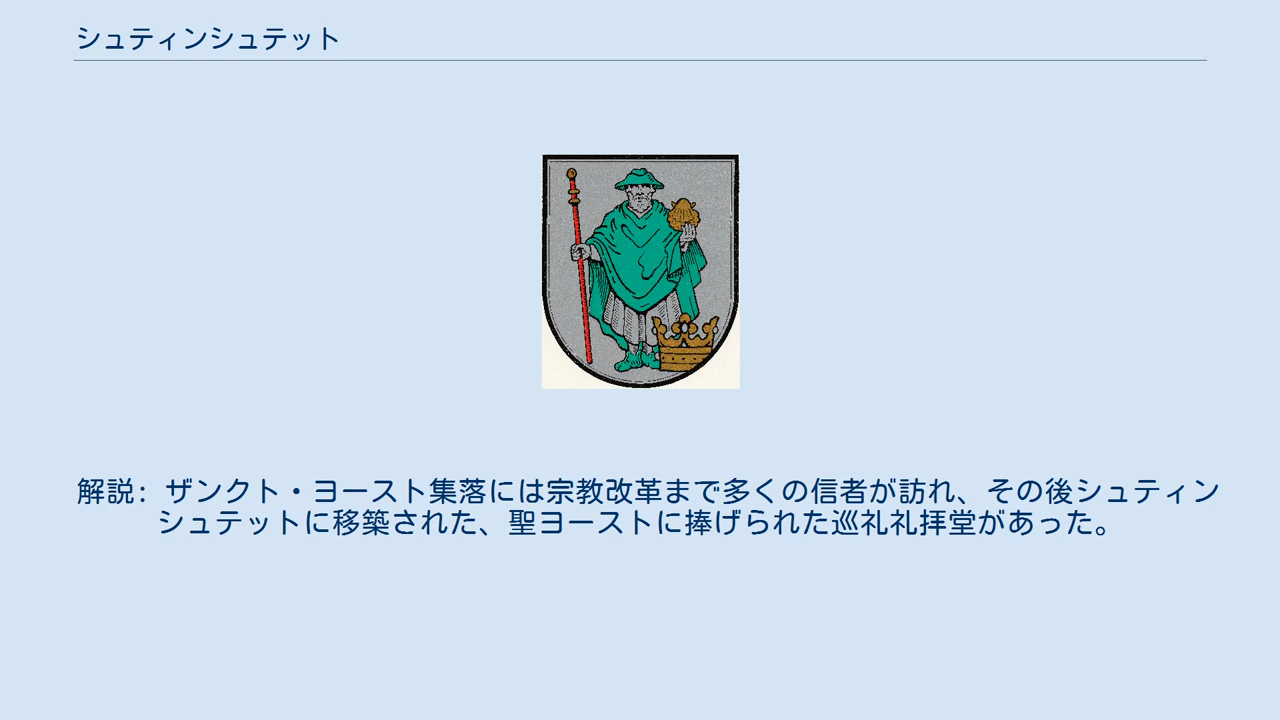 シュティンシュテット
解説: ザンクト・ヨースト集落には宗教改革まで多くの信者が訪れ、その後シュティン
シュテットに移築された、聖ヨーストに捧げられた巡礼礼拝堂があった。